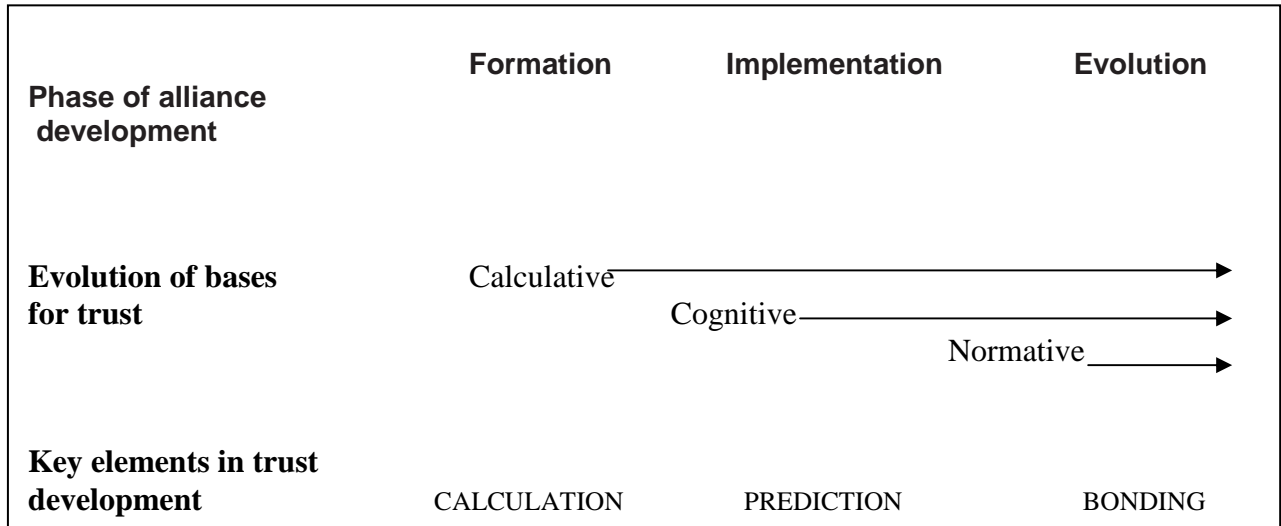 Formation Implementation Evolution
Phase of alliance
development
Evolution of bases Calculative
for trust Cognitive
Normative
Key elements in trust
development CALCULATION PREDICTION BONDING